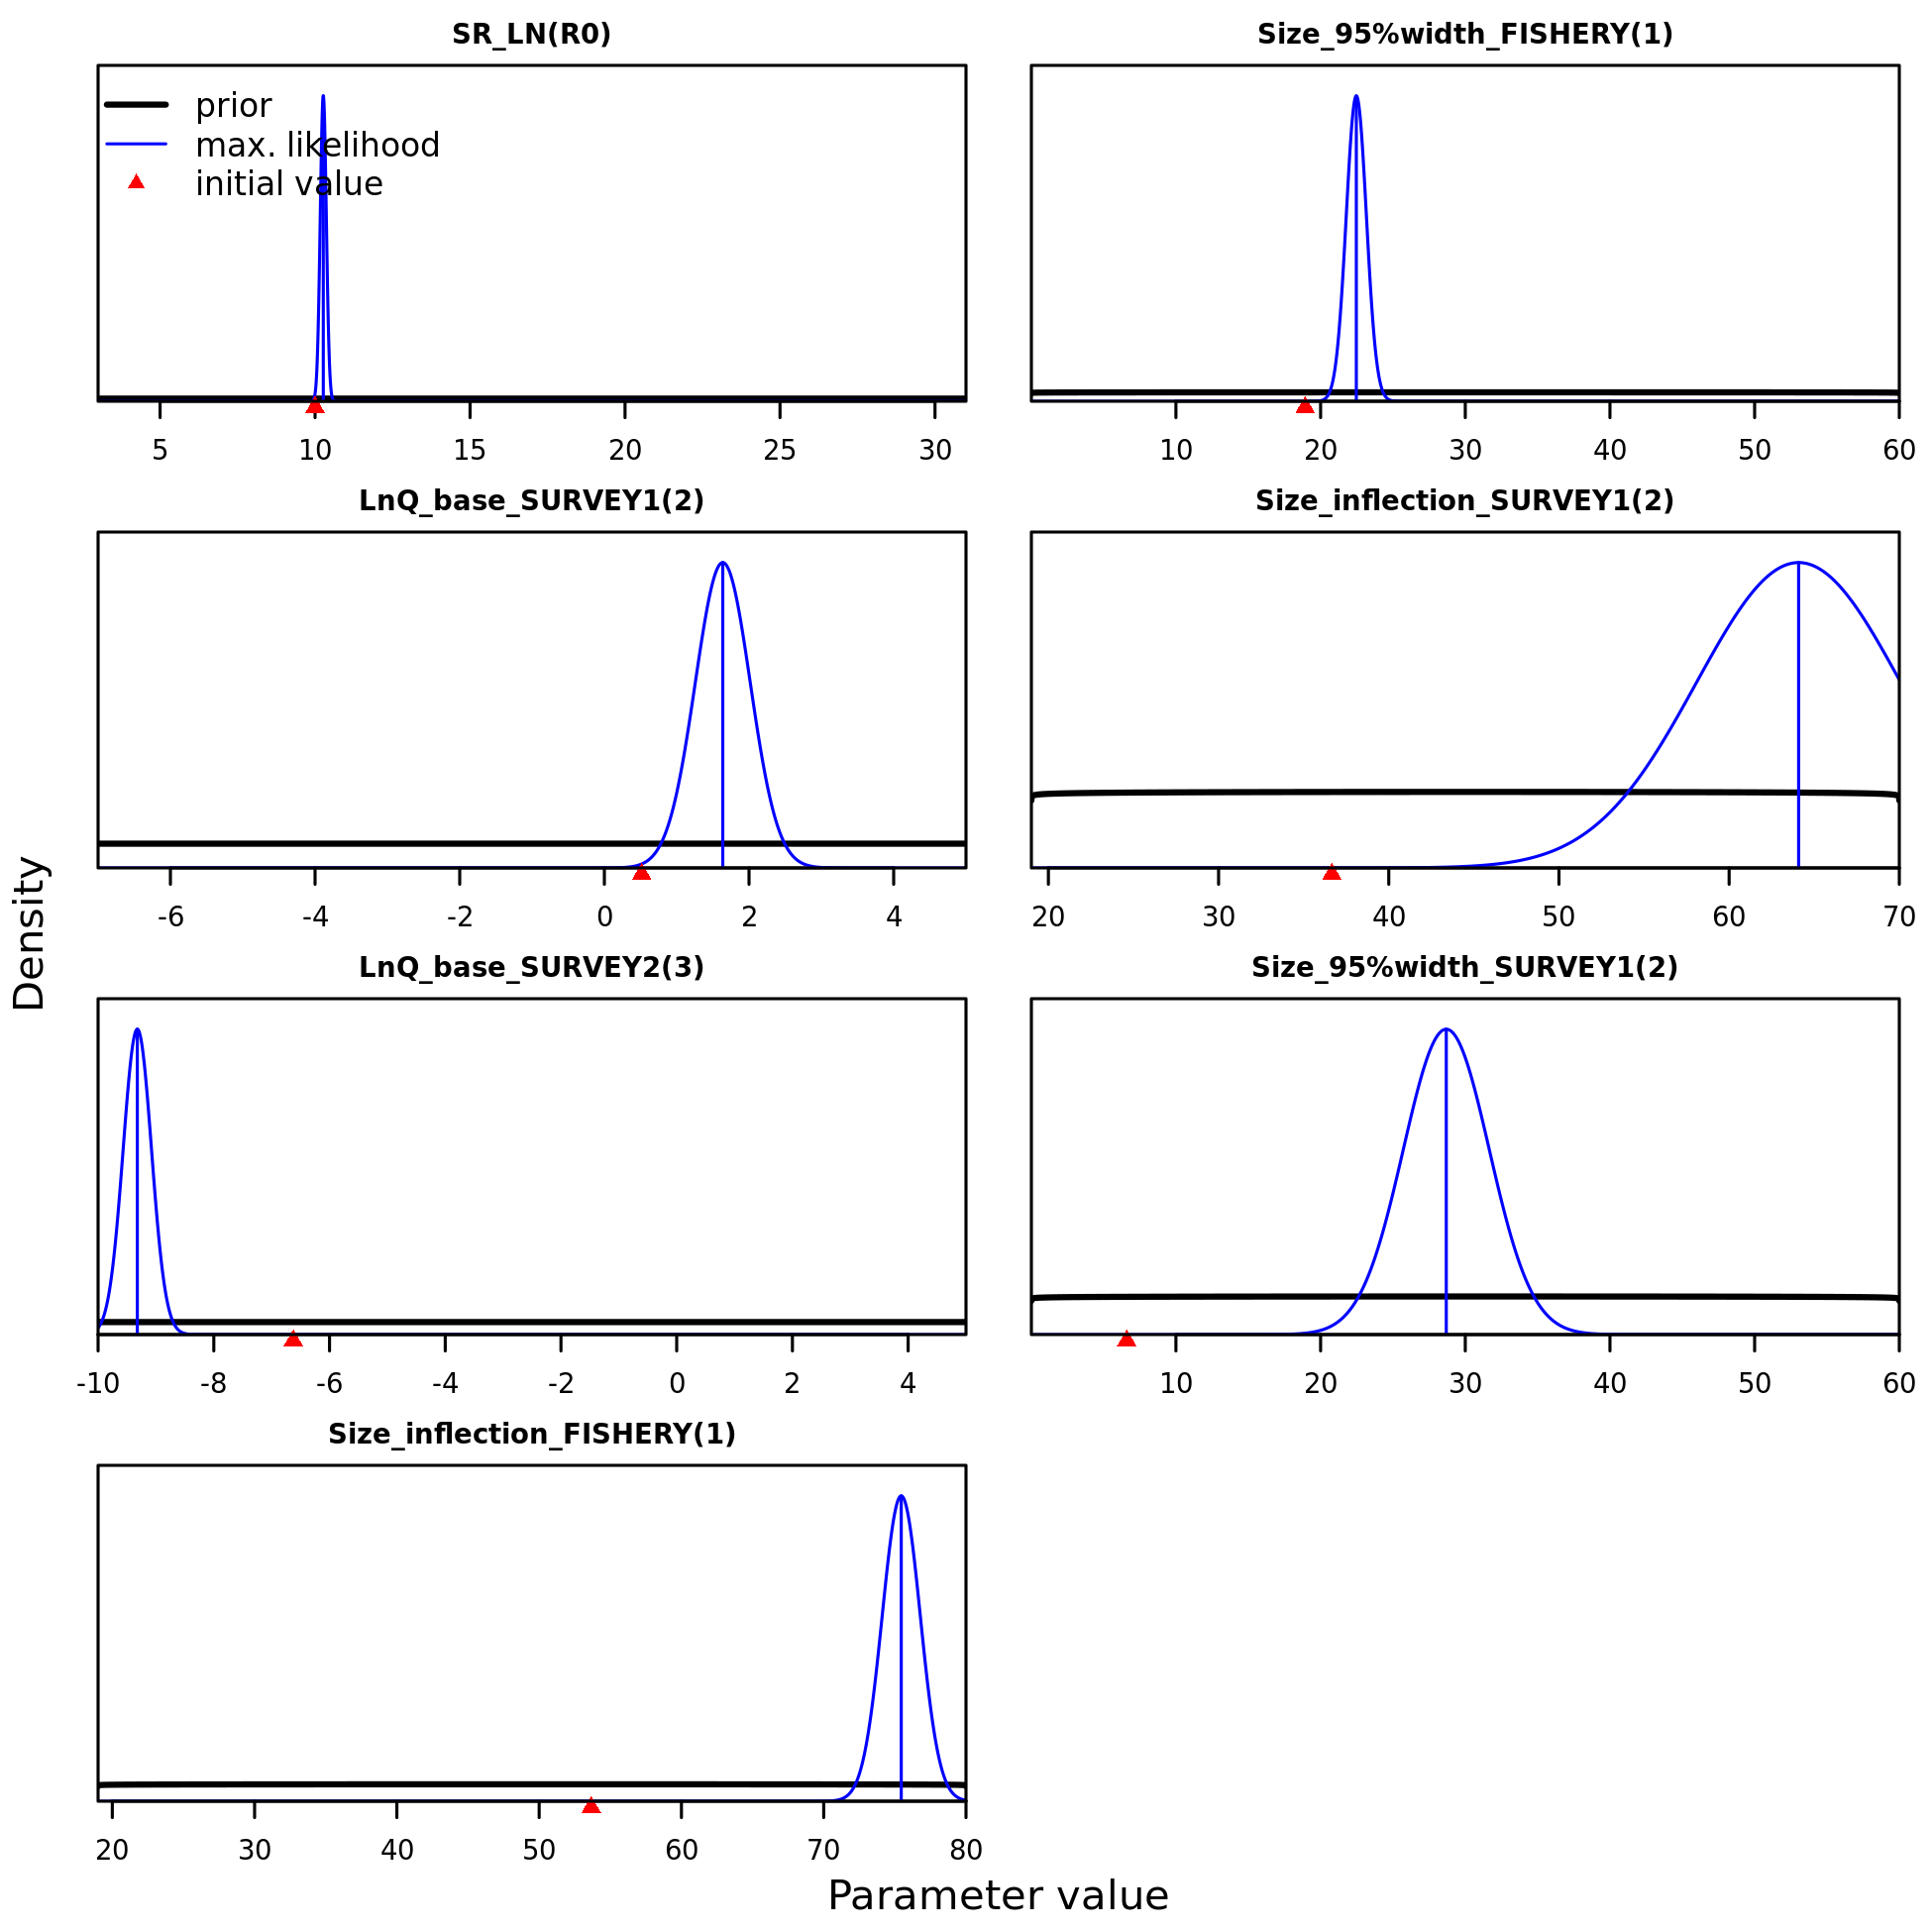 SR_LN(R0)
prior
max. likelihood
initial value
5 10 15 20 25 30
Size_95%width_FISHERY(1)
10 20 30 40 50 60
LnQ_base_SURVEY1(2)
-6 -4 -2 0 2 4
Size_inflection_SURVEY1(2)
20 30 40 50 60 70
LnQ_base_SURVEY2(3)
-10 -8 -6 -4 -2 0 2 4
Size_95%width_SURVEY1(2)
10 20 30 40 50 60
Size_inflection_FISHERY(1)
20 30 40 50 60 70 80
Density
Parameter value